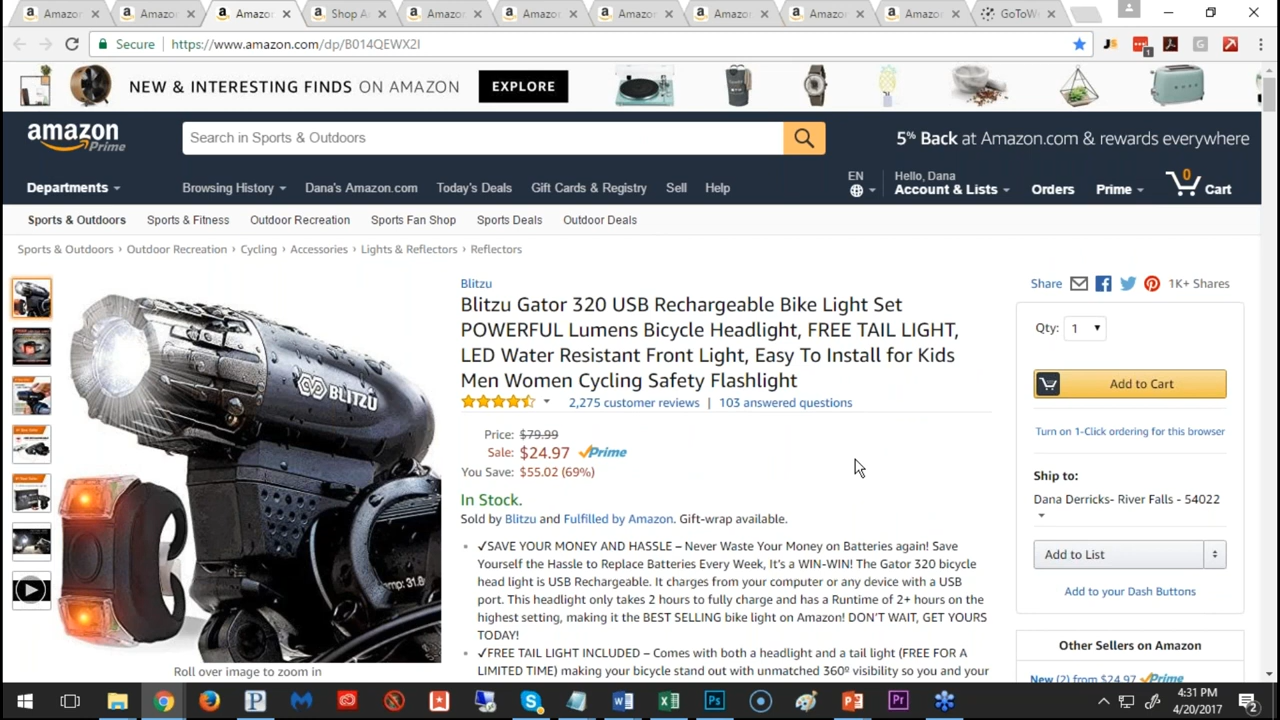 Amazon
Amazon
Amazon
Shop A
Amazon
Amazon
Amazon
Amazon
Amazon
Amazon
GoToW
Secure
https://www.amazon.com/dp/B014QEWX2I
NEW & INTERESTING FINDS ON AMAZON
EXPLORE
amazon
Prime
Search in Sports & Outdoors
5% Back at Amazon.com & rewards everywhere
Departments
Browsing History
Dana's Amazon.com
Today's Deals
Gift Cards & Registry
Sell
Help
EN
Hello, Dana
Account & Lists
Orders
Prime
0
Cart
Sports & Outdoors
Sports & Fitness
Outdoor Recreation
Sports Fan Shop
Sports Deals
Outdoor Deals
Sports & Outdoors › Outdoor Recreation › Cycling › Accessories › Lights & Reflectors › Reflectors
BLITZU
Roll over image to zoom in
Blitzu
Blitzu Gator 320 USB Rechargeable Bike Light Set
POWERFUL Lumens Bicycle Headlight, FREE TAIL LIGHT,
LED Water Resistant Front Light, Easy To Install for Kids
Men Women Cycling Safety Flashlight
2,275 customer reviews | 103 answered questions
Price: $79.99
Sale: $24.97 Prime
You Save: $55.02 (69%)
In Stock.
Sold by Blitzu and Fulfilled by Amazon. Gift-wrap available.
✓SAVE YOUR MONEY AND HASSLE – Never Waste Your Money on Batteries again! Save
Yourself the Hassle to Replace Batteries Every Week, It's a WIN-WIN! The Gator 320 bicycle
head light is USB Rechargeable. It charges from your computer or any device with a USB
port. This headlight only takes 2 hours to fully charge and has a Runtime of 2+ hours on the
highest setting, making it the BEST SELLING bike light on Amazon! DON'T WAIT, GET YOURS
TODAY!
✓FREE TAIL LIGHT INCLUDED – Comes with both a headlight and a tail light (FREE FOR A
LIMITED TIME) making your bicycle stand out with unmatched 360º visibility so you and your
Share
1K+ Shares
Qty: 1
Add to Cart
Turn on 1-Click ordering for this browser
Ship to:
Dana Derricks- River Falls - 54022
Add to List
Add to your Dash Buttons
Other Sellers on Amazon
New (2) from $24.97 Prime
4:31 PM
4/20/2017
2